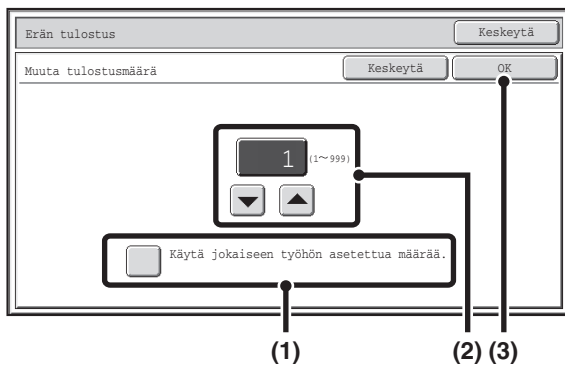 Erän tulostus Keskeytä
Muuta tulostusmäärä Keskeytä OK
1 (1～999)
Käytä jokaiseen työhön asetettua määrää.
(1) (2) (3)